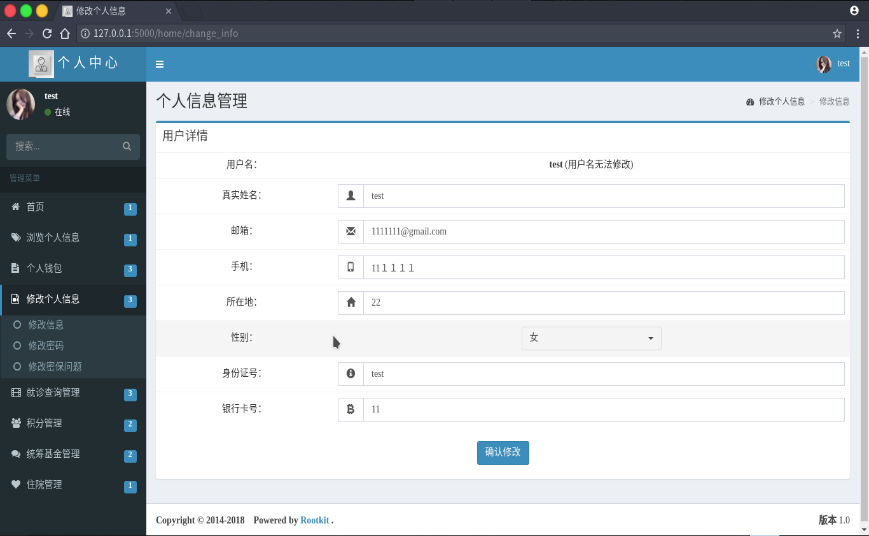 修改个人信息
127.0.0.1:5000/home/change_info
个人中心
test
test
在线
搜索...
管理菜单
首页 1
浏览个人信息 1
个人钱包 3
修改个人信息 3
修改信息
修改密码
修改密保问题
就诊查询管理 3
积分管理 2
统筹基金管理 2
住院管理 1
个人信息管理
修改个人信息 > 修改信息
用户详情
用户名: test (用户名无法修改)
真实姓名: test
邮箱: 1111111@gmail.com
手机: 11１１１１
所在地: 22
性别: 女
身份证号: test
银行卡号: 11
确认修改
Copyright © 2014-2018 Powered by Rootkit .
版本 1.0